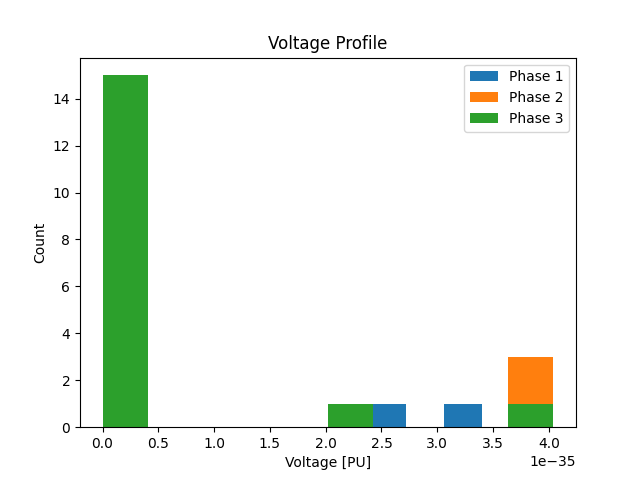 Voltage Profile
Phase 1
Phase 2
Phase 3
14
12
10
8
6
4
2
0
Count
0.0 0.5 1.0 1.5 2.0 2.5 3.0 3.5 4.0
1e−35
Voltage [PU]